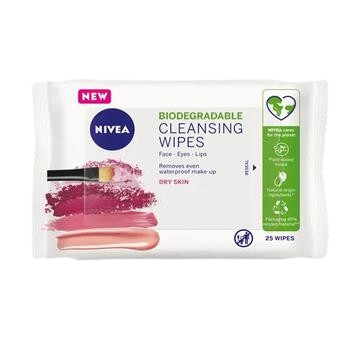 NEW
NIVEA
BIODEGRADABLE
CLEANSING
WIPES
Face - Eyes - Lips
Removes even
waterproof make-up
DRY SKIN
RESEAL
NIVEA cares
for the planet
Plant based
tissue
Natural origin
ingredients*
Packaging 40%
recycled material**
25 WIPES